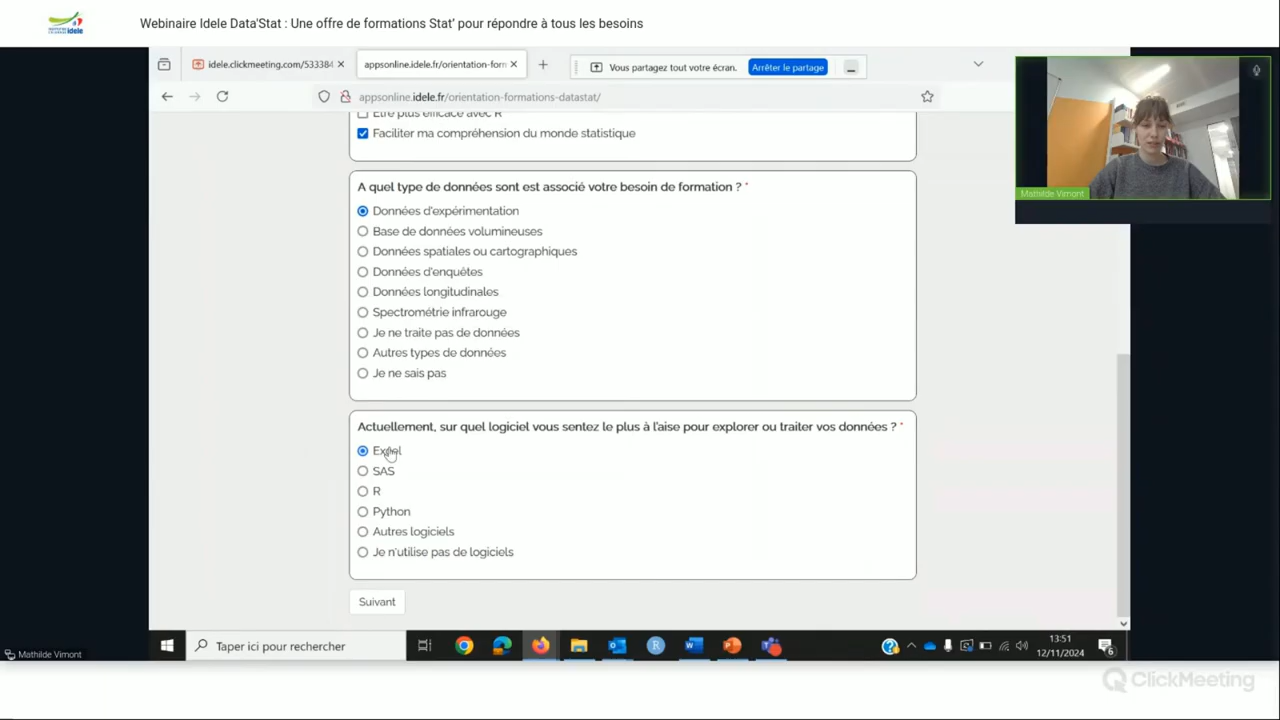 Webinaire Idele Data'Stat : Une offre de formations Stat' pour répondre à tous les besoins
idele.clickmeeting.com/53338
appsonline.idele.fr/orientation-form
Vous partagez tout votre écran.
Arrêter le partage
appsonline.idele.fr/orientation-formations-datastat/
Etre plus efficace avec R
Faciliter ma compréhension du monde statistique
A quel type de données sont est associé votre besoin de formation ? *
Données d'expérimentation
Base de données volumineuses
Données spatiales ou cartographiques
Données d'enquêtes
Données longitudinales
Spectrométrie infrarouge
Je ne traite pas de données
Autres types de données
Je ne sais pas
Actuellement, sur quel logiciel vous sentez le plus à l'aise pour explorer ou traiter vos données ? *
Excel
SAS
R
Python
Autres logiciels
Je n'utilise pas de logiciels
Suivant
Mathilde Vimont
Taper ici pour rechercher
13:51
12/11/2024
6
Mathilde Vimont
ClickMeeting